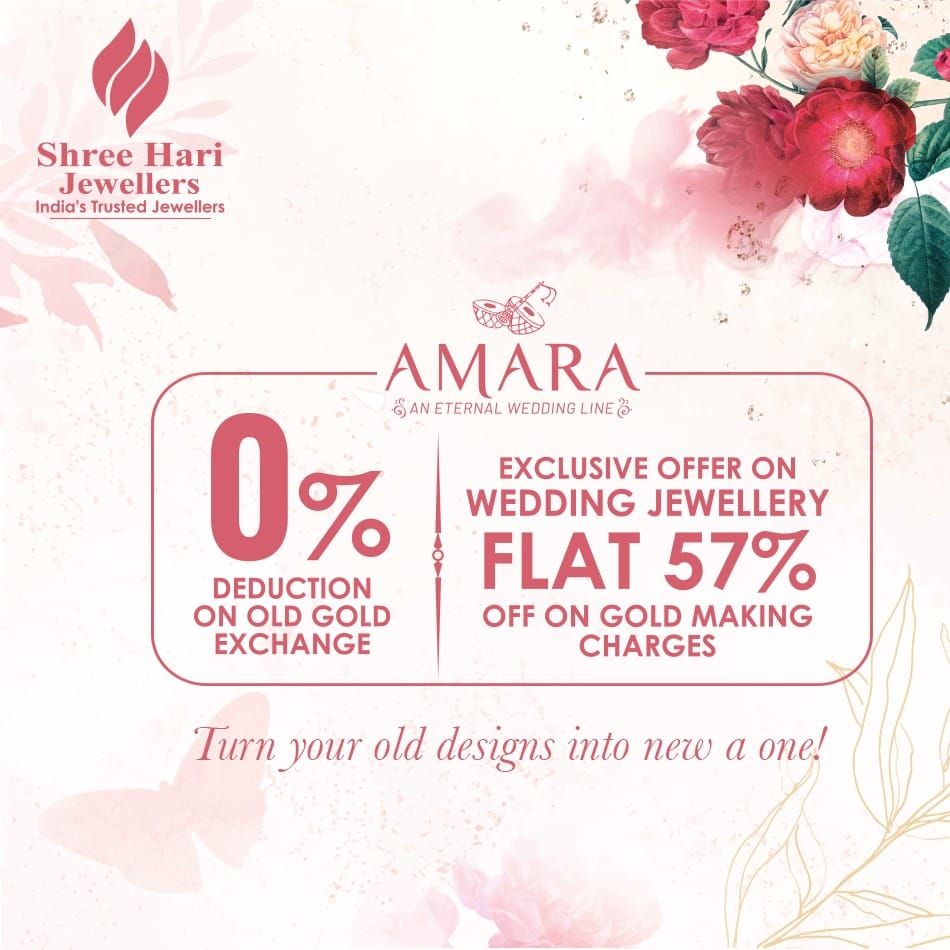 Shree Hari
Jewellers
India's Trusted Jewellers
AMARA
AN ETERNAL WEDDING LINE
0%
DEDUCTION
ON OLD GOLD
EXCHANGE
EXCLUSIVE OFFER ON
WEDDING JEWELLERY
FLAT 57%
OFF ON GOLD MAKING
CHARGES
Turn your old designs into new a one!